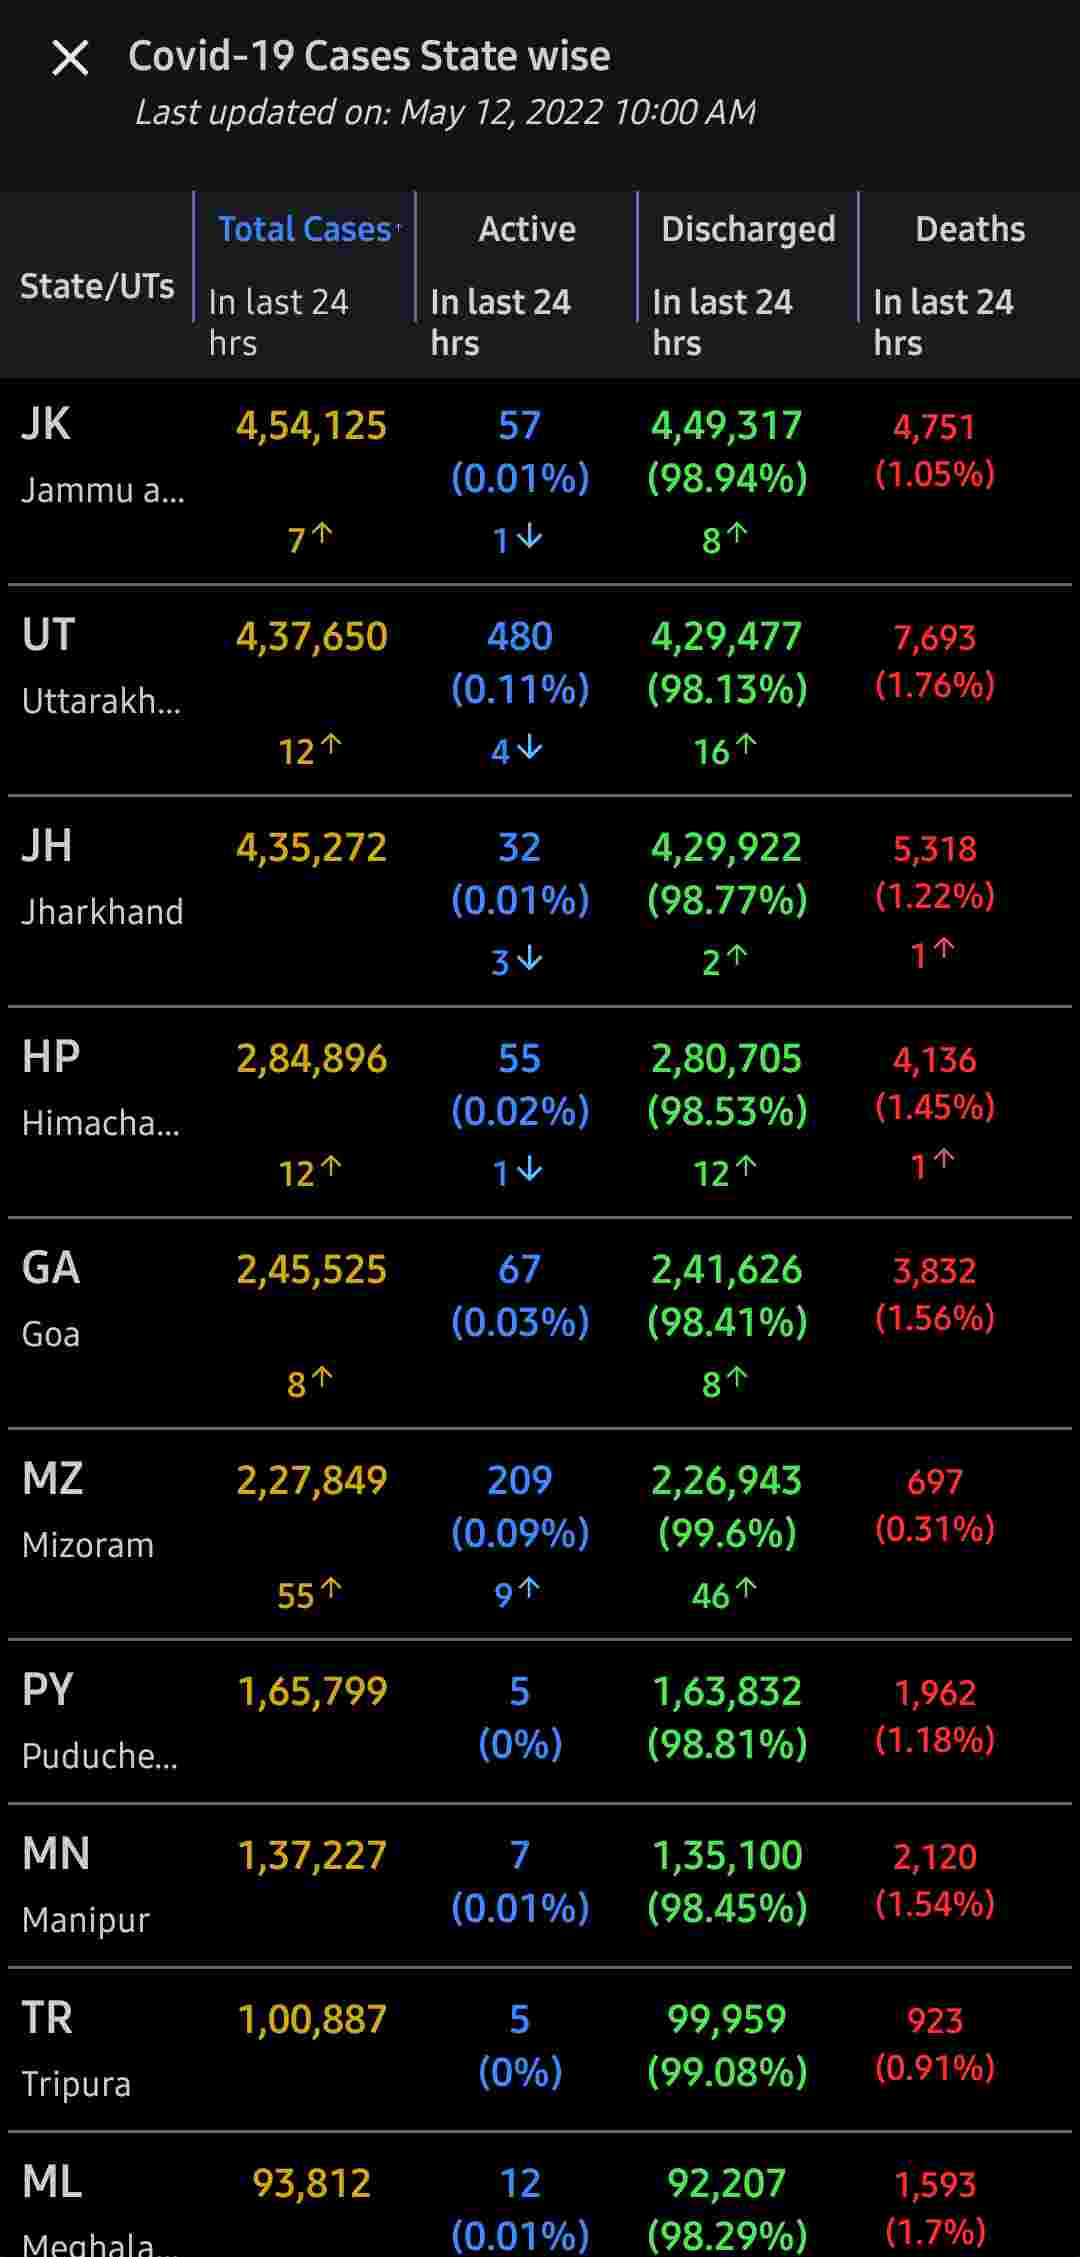 Covid-19 Cases State wise
Last updated on: May 12, 2022 10:00 AM
State/UTs
Total Cases↑ Active Discharged Deaths
In last 24 hrs In last 24 hrs In last 24 hrs In last 24 hrs
JK 4,54,125 57 4,49,317 4,751
Jammu a... (0.01%) (98.94%) (1.05%)
7↑ 1↓ 8↑
UT 4,37,650 480 4,29,477 7,693
Uttarakh... (0.11%) (98.13%) (1.76%)
12↑ 4↓ 16↑
JH 4,35,272 32 4,29,922 5,318
Jharkhand (0.01%) (98.77%) (1.22%)
3↓ 2↑ 1↑
HP 2,84,896 55 2,80,705 4,136
Himacha... (0.02%) (98.53%) (1.45%)
12↑ 1↓ 12↑ 1↑
GA 2,45,525 67 2,41,626 3,832
Goa (0.03%) (98.41%) (1.56%)
8↑ 8↑
MZ 2,27,849 209 2,26,943 697
Mizoram (0.09%) (99.6%) (0.31%)
55↑ 9↑ 46↑
PY 1,65,799 5 1,63,832 1,962
Puduche... (0%) (98.81%) (1.18%)
MN 1,37,227 7 1,35,100 2,120
Manipur (0.01%) (98.45%) (1.54%)
TR 1,00,887 5 99,959 923
Tripura (0%) (99.08%) (0.91%)
ML 93,812 12 92,207 1,593
Meghala... (0.01%) (98.29%) (1.7%)